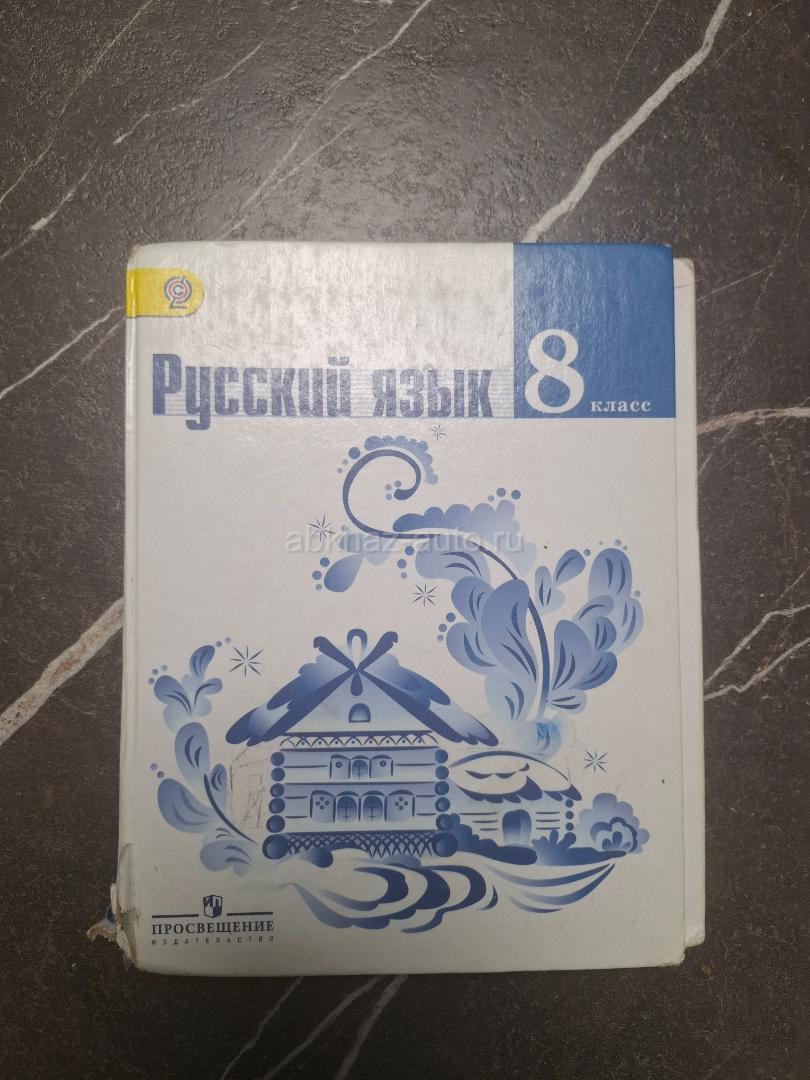 Русский язык
8
класс
abkhaz-auto.ru
ПРОСВЕЩЕНИЕ
ИЗДАТЕЛЬСТВО